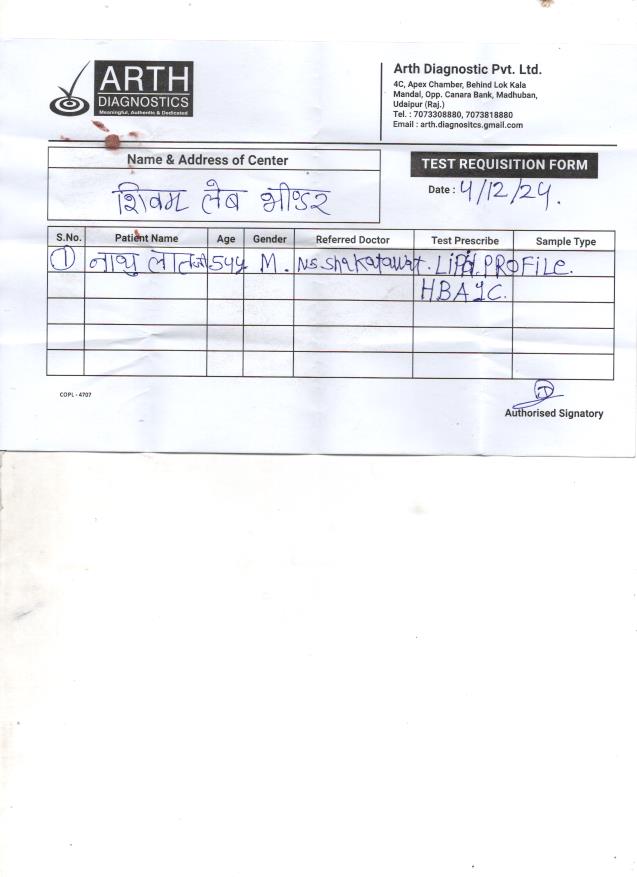 ARTH
DIAGNOSTICS
Meaningful, Authentic & Dedicated
Arth Diagnostic Pvt. Ltd.
4C, Apex Chamber, Behind Lok Kala
Mandal, Opp. Canara Bank, Madhuban,
Udaipur (Raj.)
Tel. : 7073308880, 7073818880
Email : arth.diagnositcs.gmail.com
Name & Address of Center
TEST REQUISITION FORM
शिवम लेब भीण्डर
Date : 4/12/24.
S.No. Patient Name Age Gender Referred Doctor Test Prescribe Sample Type
1 नाथु लालजी 54y M. N.S. Shakatawat. LiPid PROFILe.
HBA1C.
COPL - 4707
Authorised Signatory